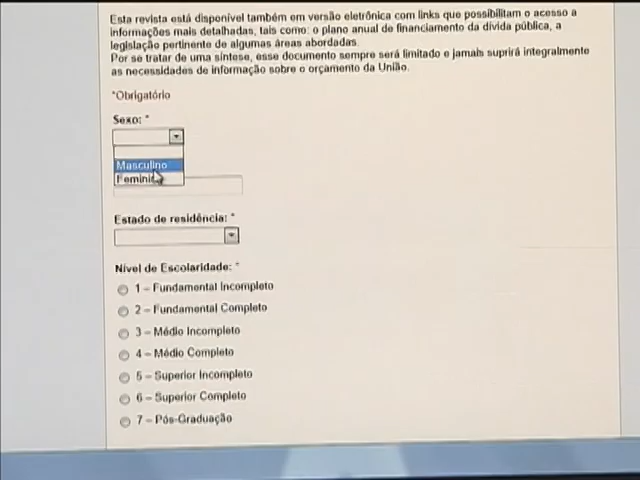 Esta revista está disponível também em versão eletrônica com links que possibilitam o acesso a
informações mais detalhadas, tais como: o plano anual de financiamento da dívida pública, a
legislação pertinente de algumas áreas abordadas.
Por se tratar de uma síntese, esse documento sempre será limitado e jamais suprirá integralmente
as necessidades de informação sobre o orçamento da União.
*Obrigatório
Sexo: *
Masculino
Feminin
Estado de residência: *
Nível de Escolaridade: *
1 – Fundamental Incompleto
2 – Fundamental Completo
3 – Médio Incompleto
4 – Médio Completo
5 – Superior Incompleto
6 – Superior Completo
7 – Pós-Graduação